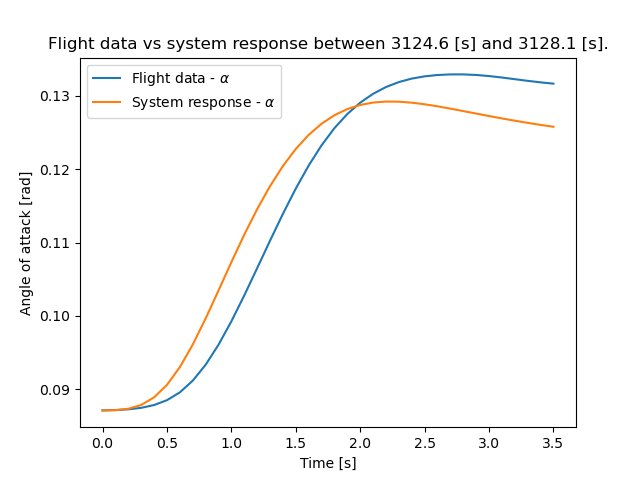 Flight data vs system response between 3124.6 [s] and 3128.1 [s].
Flight data - α
System response - α
0.13
0.12
0.11
0.10
0.09
Angle of attack [rad]
0.0 0.5 1.0 1.5 2.0 2.5 3.0 3.5
Time [s]